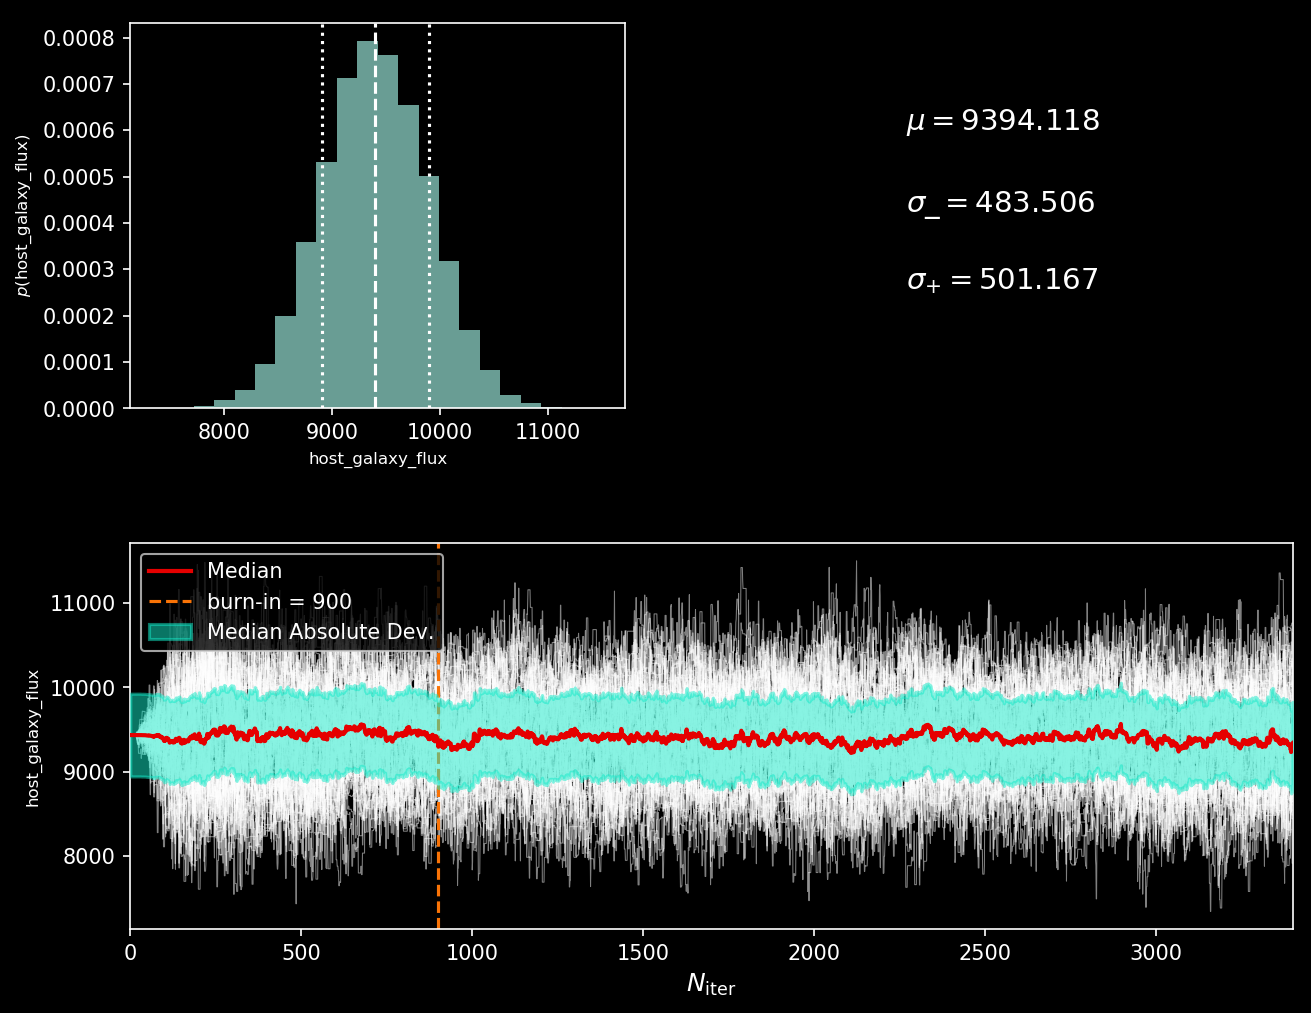 0.0008
0.0007
0.0006
0.0005
0.0004
0.0003
0.0002
0.0001
0.0000
p(host_galaxy_flux)
8000 9000 10000 11000
host_galaxy_flux
μ = 9394.118
σ_ = 483.506
σ+ = 501.167
Median
burn-in = 900
Median Absolute Dev.
11000
10000
9000
8000
host_galaxy_flux
0 500 1000 1500 2000 2500 3000
Niter